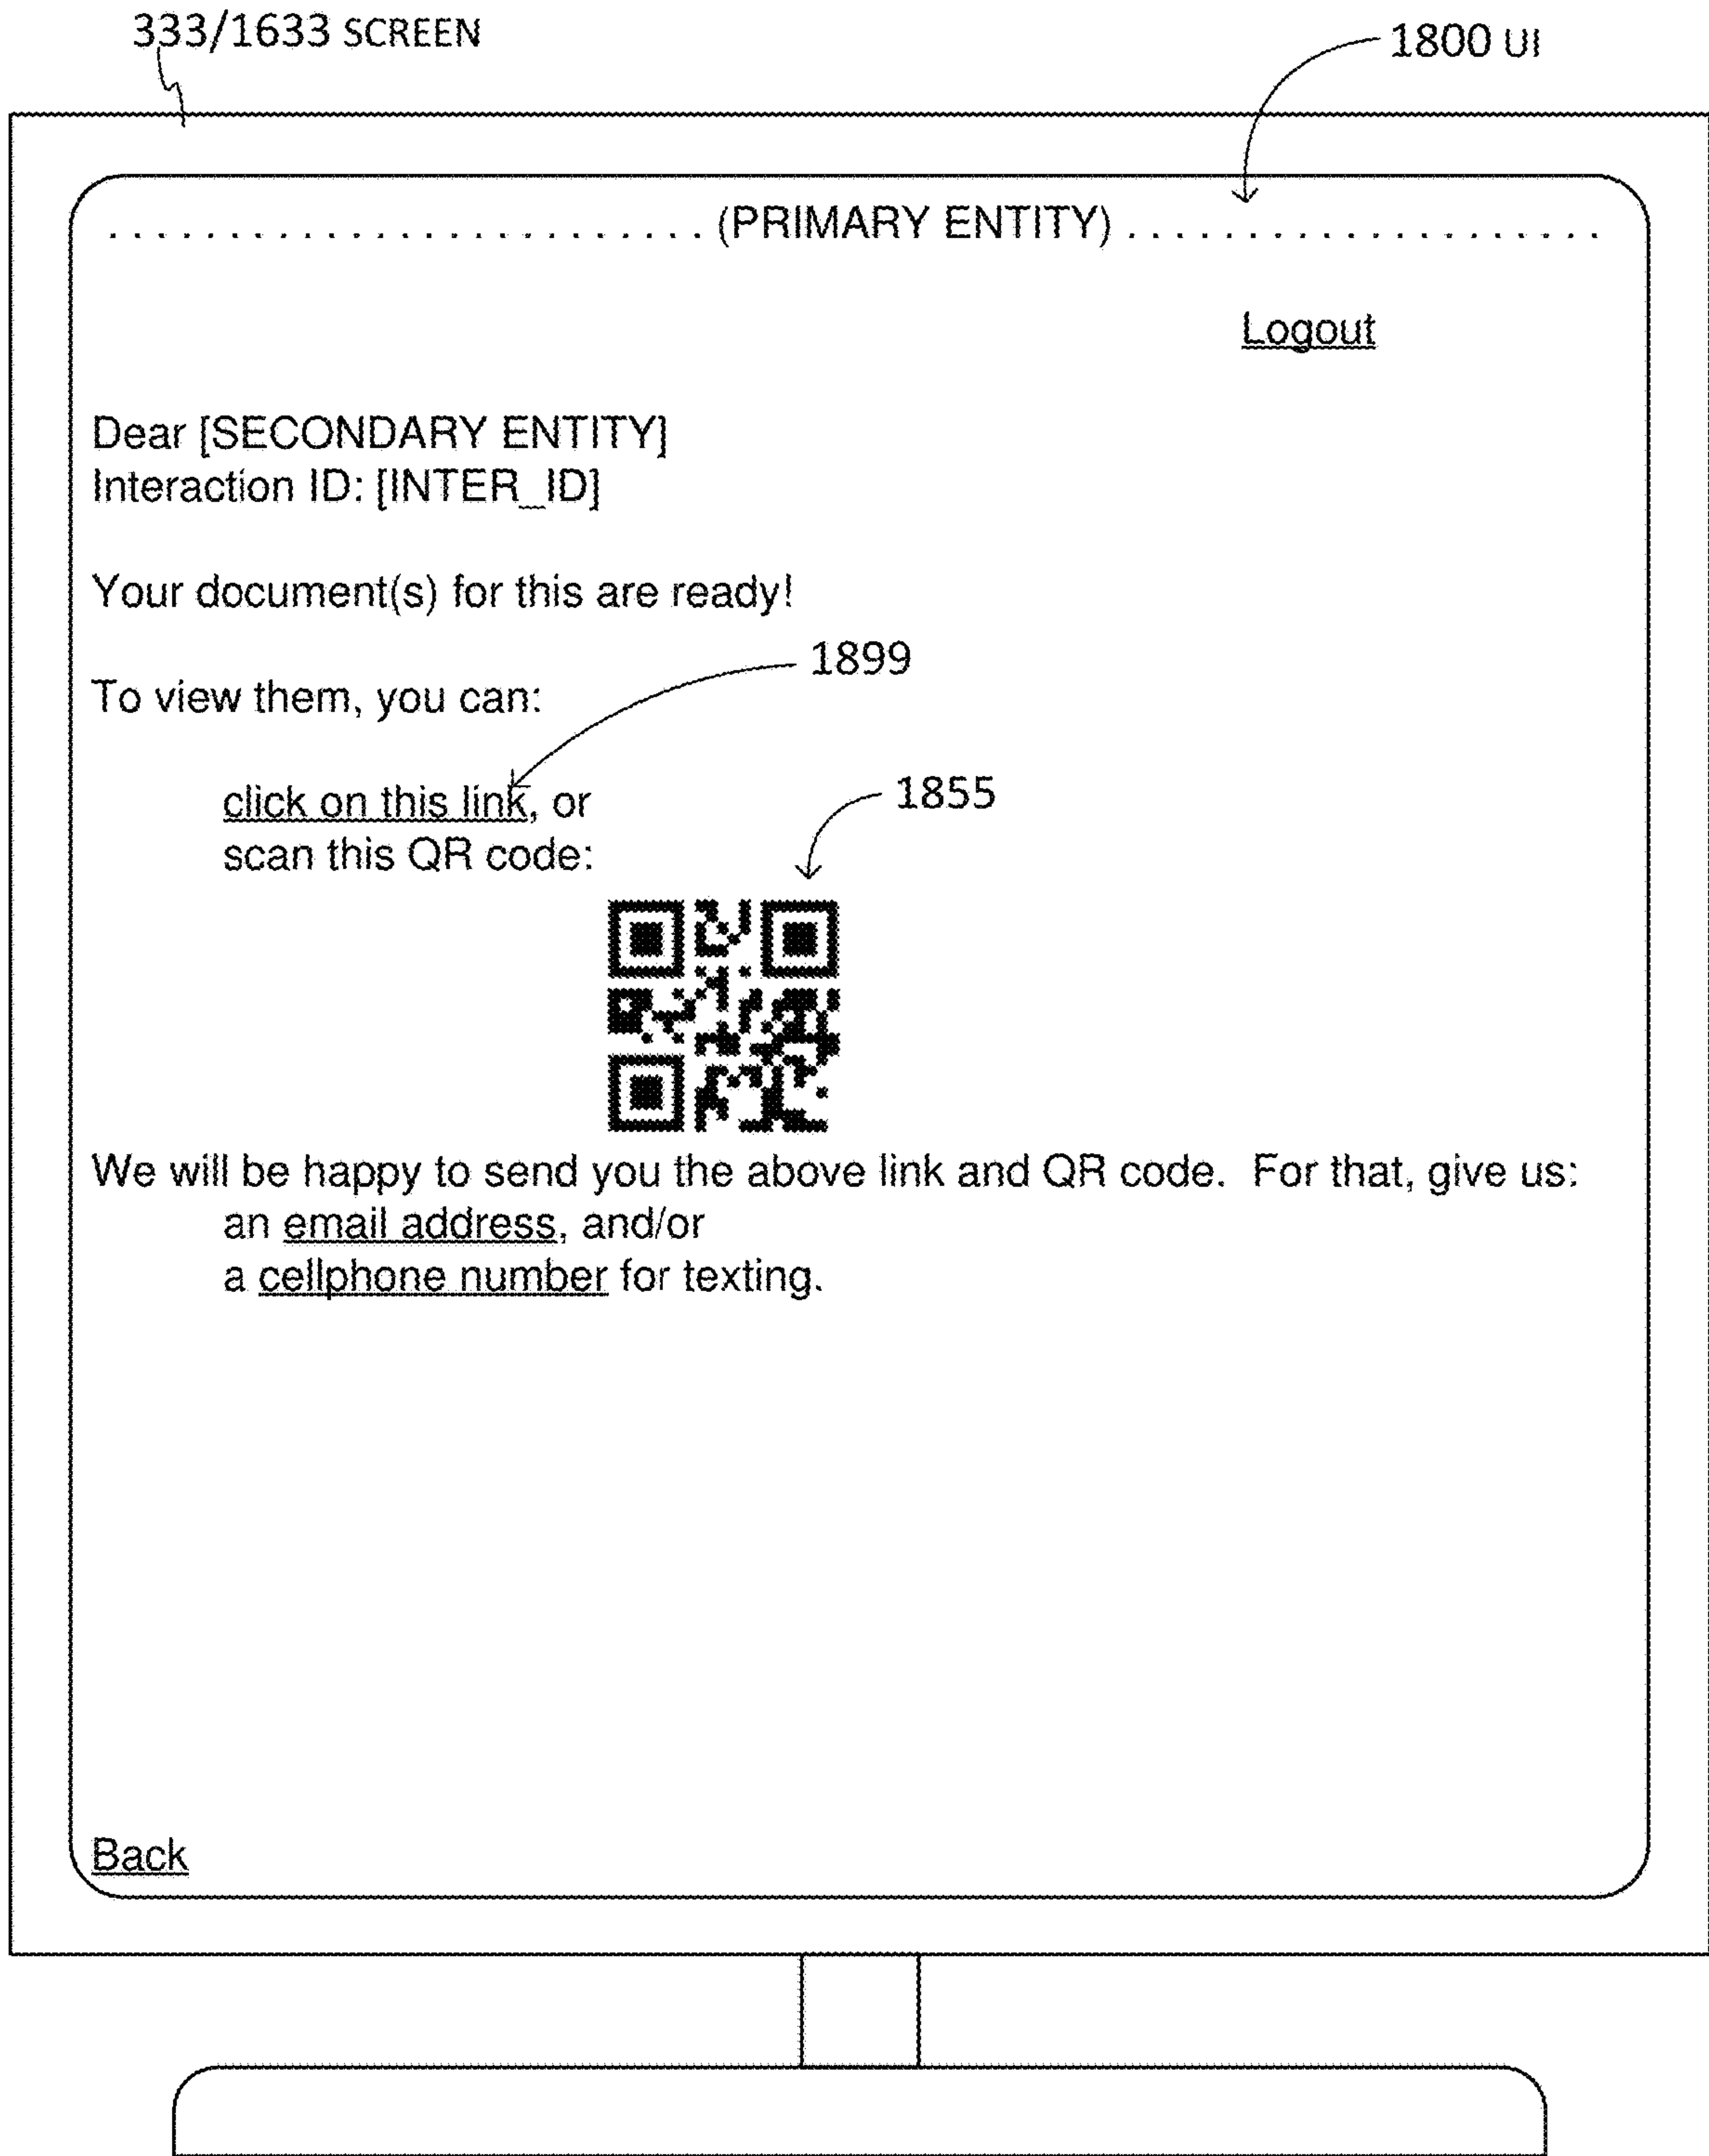 333/1633 SCREEN
1800 UI
. . . . . . . . . . . . . . . . . . . . . . . . . (PRIMARY ENTITY) . . . . . . . . . . . . . . . . . . . .
Logout
Dear [SECONDARY ENTITY]
Interaction ID: [INTER_ID]
Your document(s) for this are ready!
1899
To view them, you can:
click on this link, or
1855
scan this QR code:
We will be happy to send you the above link and QR code.  For that, give us:
an email address, and/or
a cellphone number for texting.
Back